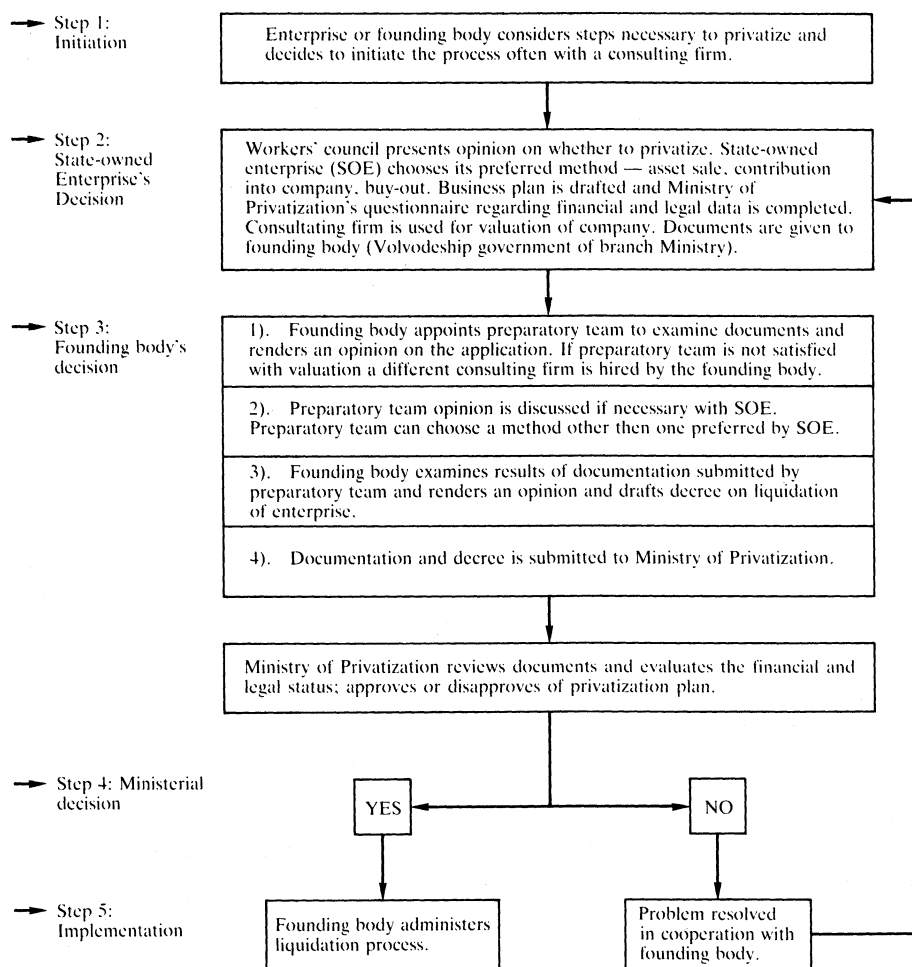 Step 1:
Initiation
Enterprise or founding body considers steps necessary to privatize and
decides to initiate the process often with a consulting firm.
Step 2:
State-owned
Enterprise's
Decision
Workers' council presents opinion on whether to privatize. State-owned
enterprise (SOE) chooses its preferred method — asset sale, contribution
into company, buy-out. Business plan is drafted and Ministry of
Privatization's questionnaire regarding financial and legal data is completed.
Consultating firm is used for valuation of company. Documents are given to
founding body (Volvodeship government of branch Ministry).
Step 3:
Founding body's
decision
1). Founding body appoints preparatory team to examine documents and
renders an opinion on the application. If preparatory team is not satisfied
with valuation a different consulting firm is hired by the founding body.
2). Preparatory team opinion is discussed if necessary with SOE.
Preparatory team can choose a method other then one preferred by SOE.
3). Founding body examines results of documentation submitted by
preparatory team and renders an opinion and drafts decree on liquidation
of enterprise.
4). Documentation and decree is submitted to Ministry of Privatization.
Ministry of Privatization reviews documents and evaluates the financial and
legal status; approves or disapproves of privatization plan.
Step 4: Ministerial
decision
YES
NO
Step 5:
Implementation
Founding body administers
liquidation process.
Problem resolved
in cooperation with
founding body.